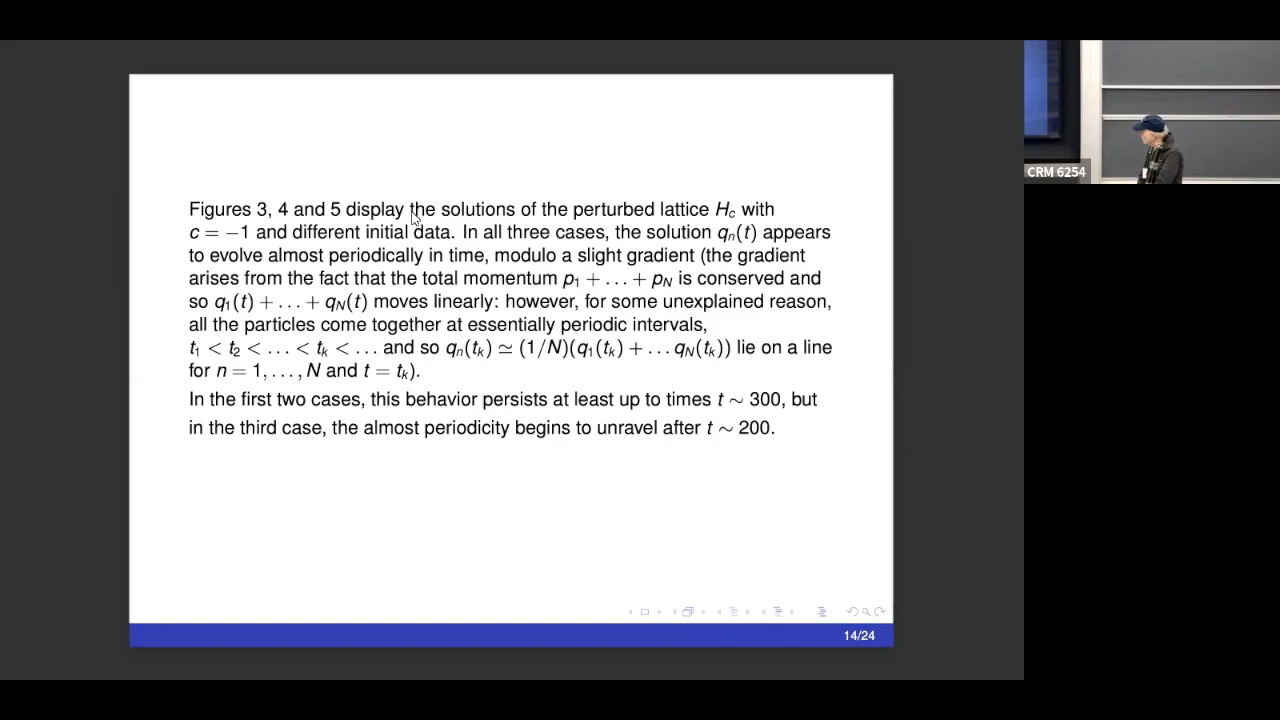 Figures 3, 4 and 5 display the solutions of the perturbed lattice H_c with
c = −1 and different initial data. In all three cases, the solution q_n(t) appears
to evolve almost periodically in time, modulo a slight gradient (the gradient
arises from the fact that the total momentum p_1 + . . . + p_N is conserved and
so q_1(t) + . . . + q_N(t) moves linearly: however, for some unexplained reason,
all the particles come together at essentially periodic intervals,
t_1 < t_2 < . . . < t_k < . . . and so q_n(t_k) ≃ (1/N)(q_1(t_k) + . . . q_N(t_k)) lie on a line
for n = 1, . . . , N and t = t_k).
In the first two cases, this behavior persists at least up to times t ∼ 300, but
in the third case, the almost periodicity begins to unravel after t ∼ 200.
14/24
CRM 6254